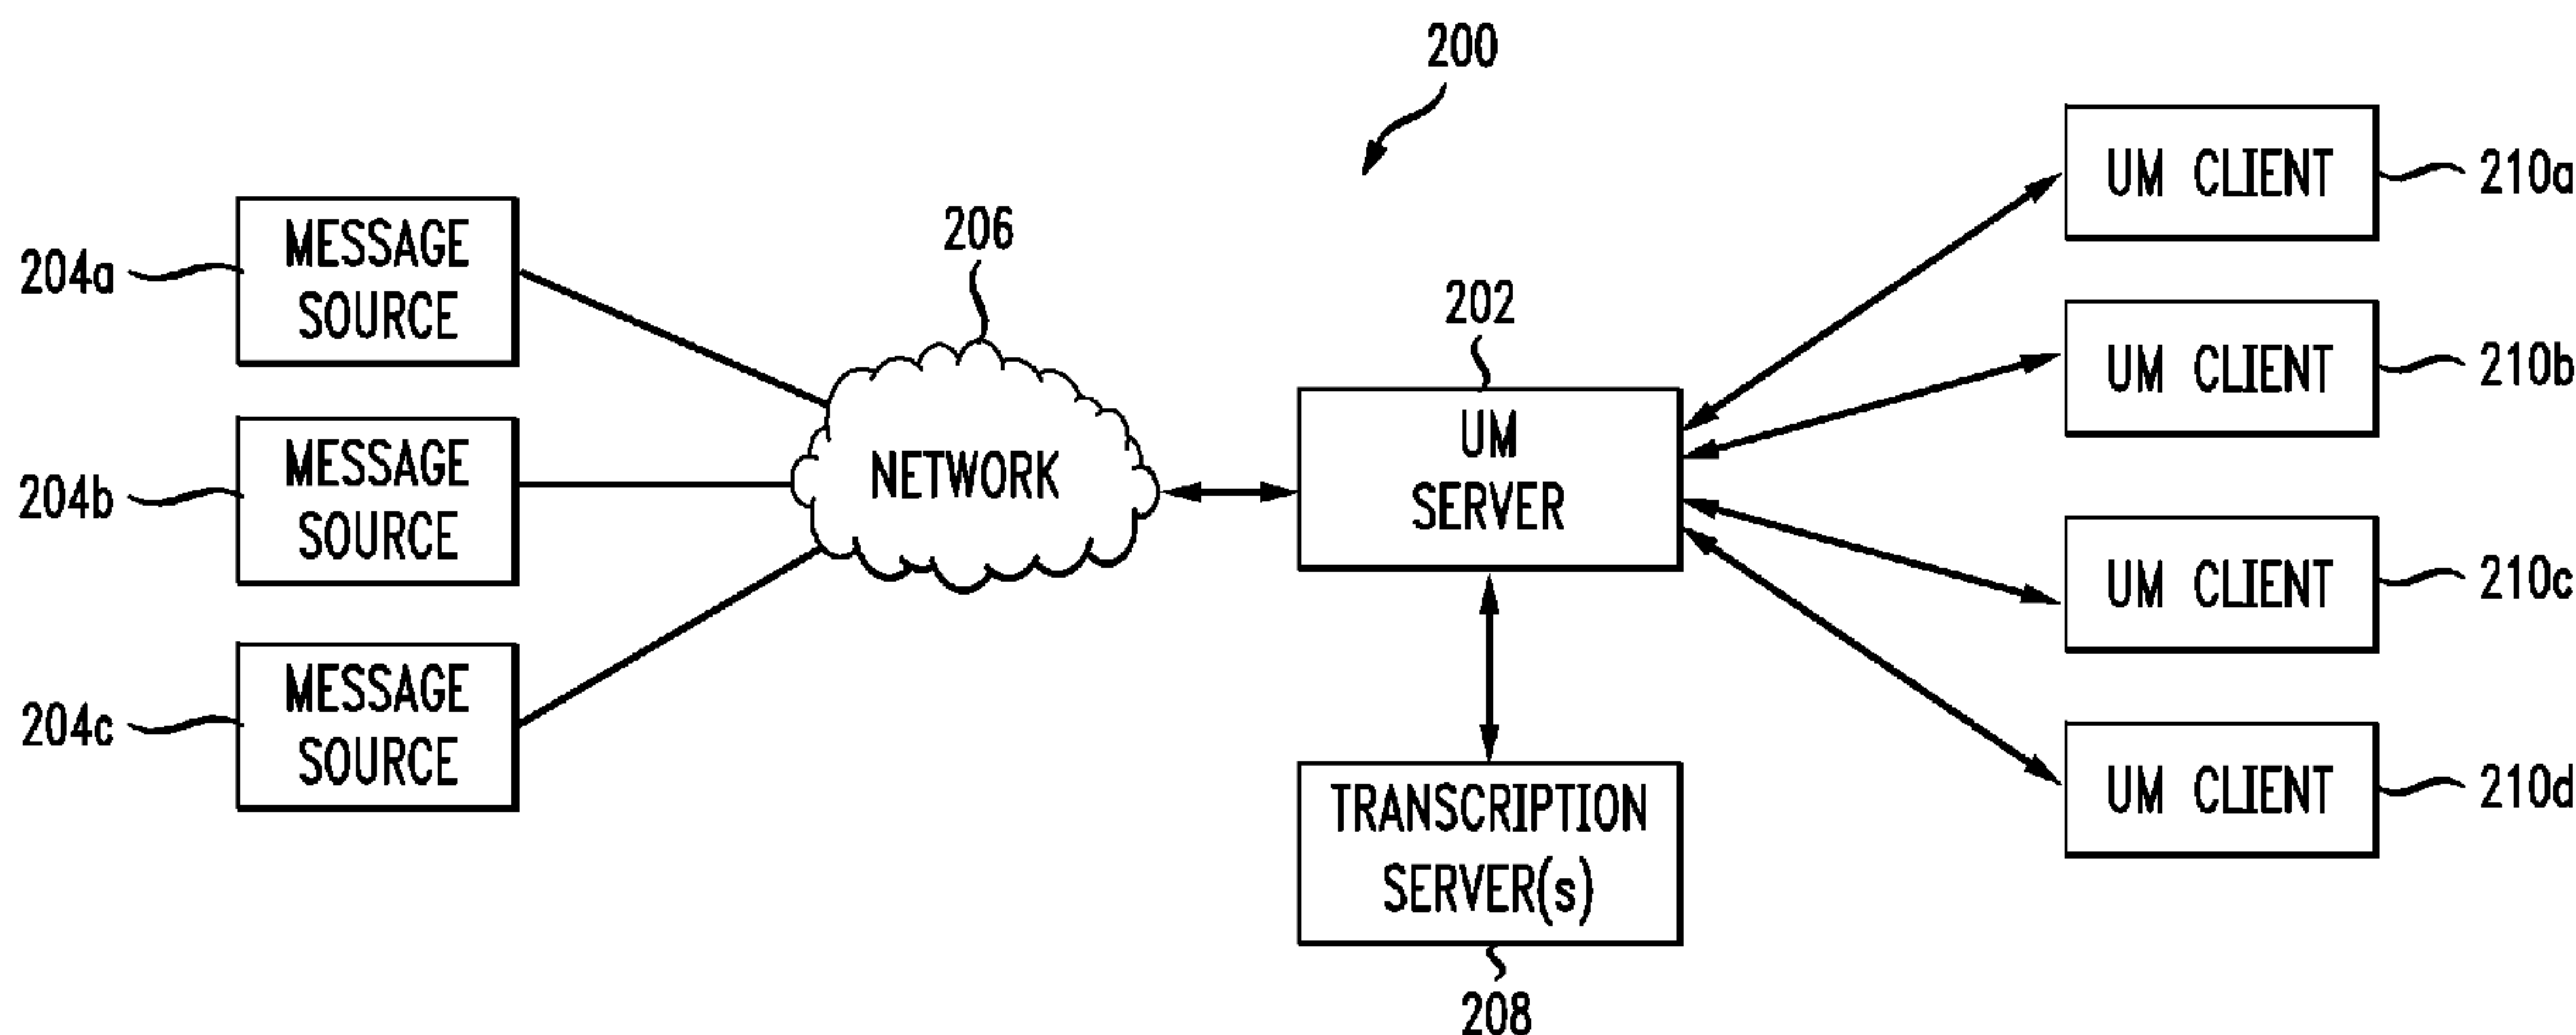 200
204a
MESSAGE
SOURCE
204b
MESSAGE
SOURCE
204c
MESSAGE
SOURCE
206
NETWORK
202
UM
SERVER
TRANSCRIPTION
SERVER(s)
208
UM CLIENT
210a
UM CLIENT
210b
UM CLIENT
210c
UM CLIENT
210d